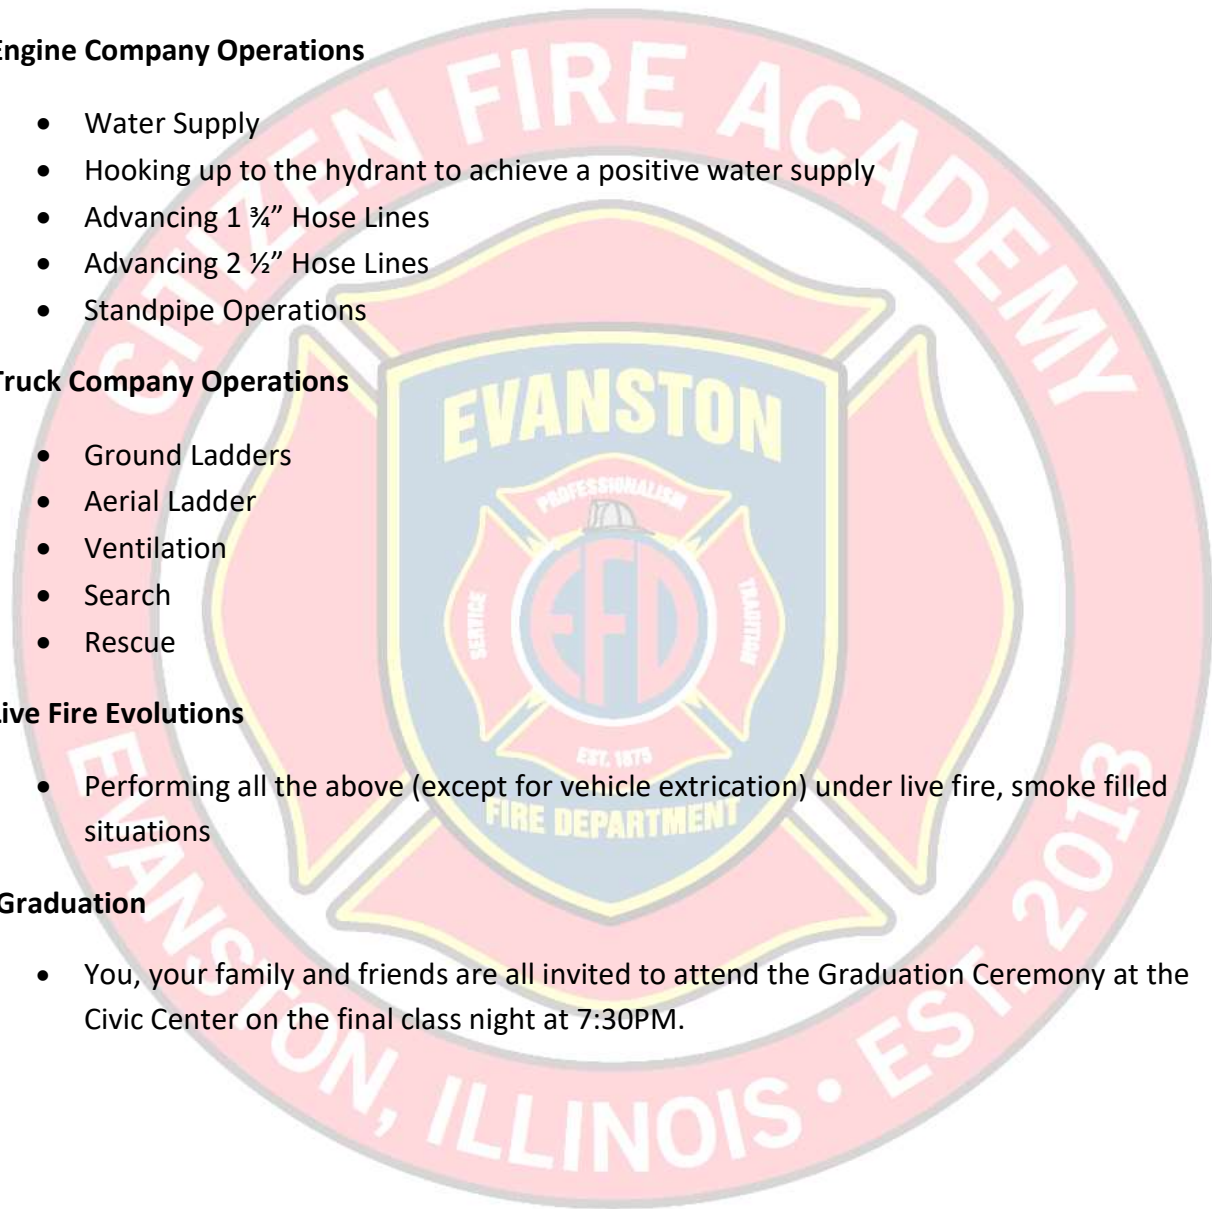 Engine Company Operations
• Water Supply
• Hooking up to the hydrant to achieve a positive water supply
• Advancing 1 ¾” Hose Lines
• Advancing 2 ½” Hose Lines
• Standpipe Operations
Truck Company Operations
• Ground Ladders
• Aerial Ladder
• Ventilation
• Search
• Rescue
Live Fire Evolutions
• Performing all the above (except for vehicle extrication) under live fire, smoke filled
situations
Graduation
• You, your family and friends are all invited to attend the Graduation Ceremony at the
Civic Center on the final class night at 7:30PM.
CITIZEN FIRE ACADEMY
EVANSTON
PROFESSIONALISM
SERVICE
EFD
TRADITION
EST. 1875
FIRE DEPARTMENT
EVANSTON, ILLINOIS • EST. 2013